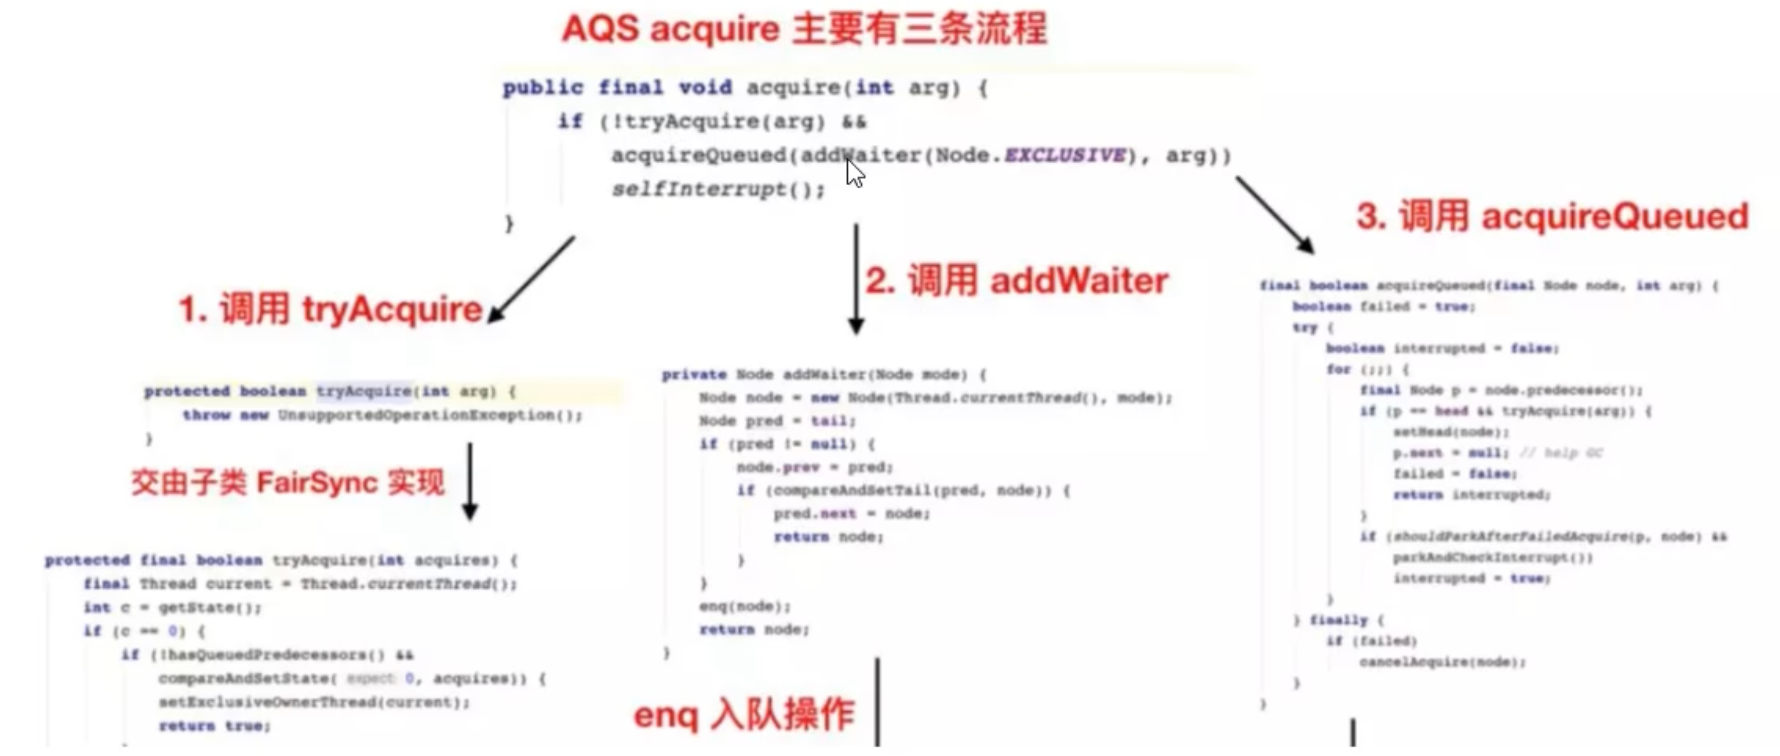 AQS acquire 主要有三条流程
public final void acquire(int arg) {
if (!tryAcquire(arg) &&
acquireQueued(addWaiter(Node.EXCLUSIVE), arg))
selfInterrupt();
}
1. 调用 tryAcquire
protected boolean tryAcquire(int arg) {
throw new UnsupportedOperationException();
}
交由子类 FairSync 实现
protected final boolean tryAcquire(int acquires) {
final Thread current = Thread.currentThread();
int c = getState();
if (c == 0) {
if (!hasQueuedPredecessors() &&
compareAndSetState( expect: 0, acquires)) {
setExclusiveOwnerThread(current);
return true;
2. 调用 addWaiter
private Node addWaiter(Node mode) {
Node node = new Node(Thread.currentThread(), mode);
Node pred = tail;
if (pred != null) {
node.prev = pred;
if (compareAndSetTail(pred, node)) {
pred.next = node;
return node;
}
}
enq(node);
return node;
}
enq 入队操作
3. 调用 acquireQueued
final boolean acquireQueued(final Node node, int arg) {
boolean failed = true;
try {
boolean interrupted = false;
for (;;) {
final Node p = node.predecessor();
if (p == head && tryAcquire(arg)) {
setHead(node);
p.next = null; // help GC
failed = false;
return interrupted;
}
if (shouldParkAfterFailedAcquire(p, node) &&
parkAndCheckInterrupt())
interrupted = true;
}
} finally {
if (failed)
cancelAcquire(node);
}
}